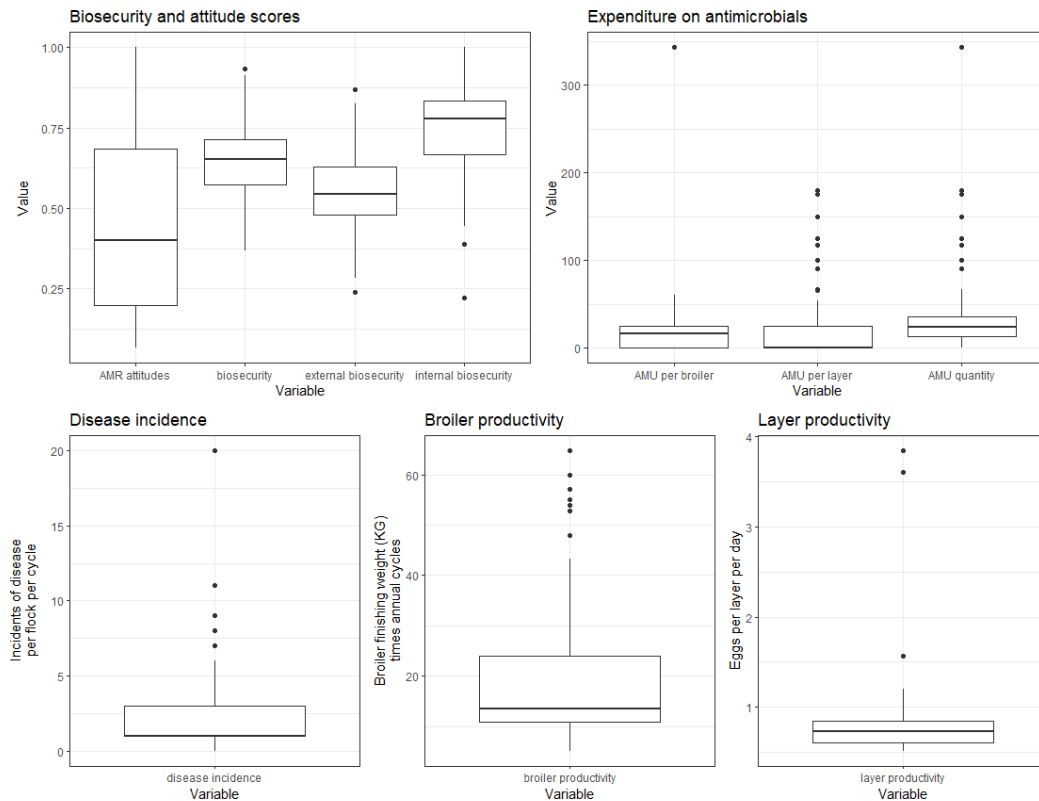 Biosecurity and attitude scores
Value
1.00
0.75
0.50
0.25
AMR attitudes
biosecurity
external biosecurity
internal biosecurity
Variable
Expenditure on antimicrobials
Value
300
200
100
0
AMU per broiler
AMU per layer
AMU quantity
Variable
Disease incidence
Incidents of disease
per flock per cycle
20
15
10
5
0
disease incidence
Variable
Broiler productivity
Broiler finishing weight (KG)
times annual cycles
60
40
20
broiler productivity
Variable
Layer productivity
Eggs per layer per day
4
3
2
1
layer productivity
Variable